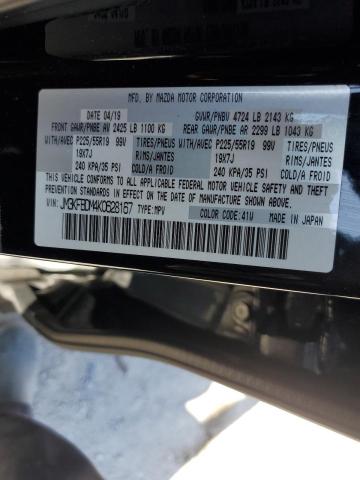 MFD. BY MAZDA MOTOR CORPORATION
DATE 04/19 GVWR/PNBV 4724 LB 2143 KG
FRONT GAWR/PNBE AV 2425 LB 1100 KG REAR GAWR/PNBE AR 2299 LB 1043 KG
WITH/AVEC P225/55R19 99V TIRES/PNEUS WITH/AVEC P225/55R19 99V TIRES/PNEUS
19X7J RIMS/JANTES 19X7J RIMS/JANTES
240 KPA/35 PSI COLD/A FROID 240 KPA/35 PSI COLD/A FROID
THIS VEHICLE CONFORMS TO ALL APPLICABLE FEDERAL MOTOR VEHICLE SAFETY, BUMPER, AND THEFT PREVENTION STANDARDS IN EFFECT ON THE DATE OF MANUFACTURE SHOWN ABOVE.
VIN: JM3KFBDM4K0628167 TYPE:MPV COLOR CODE:41W MADE IN JAPAN